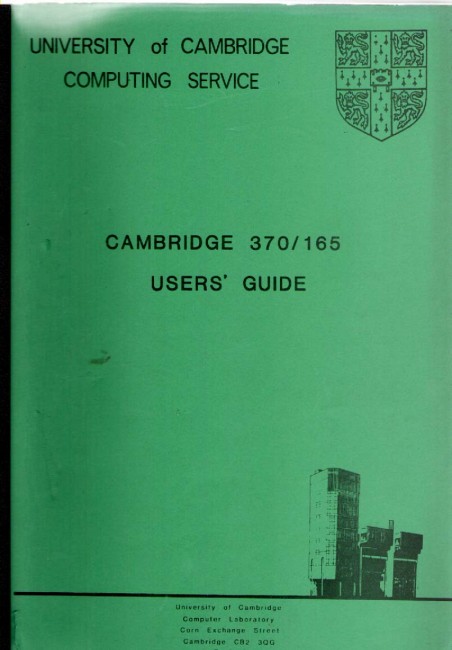 UNIVERSITY of CAMBRIDGE
COMPUTING SERVICE
CAMBRIDGE 370/165
USERS' GUIDE
University of Cambridge
Computer Laboratory
Corn Exchange Street
Cambridge CB2 3QG